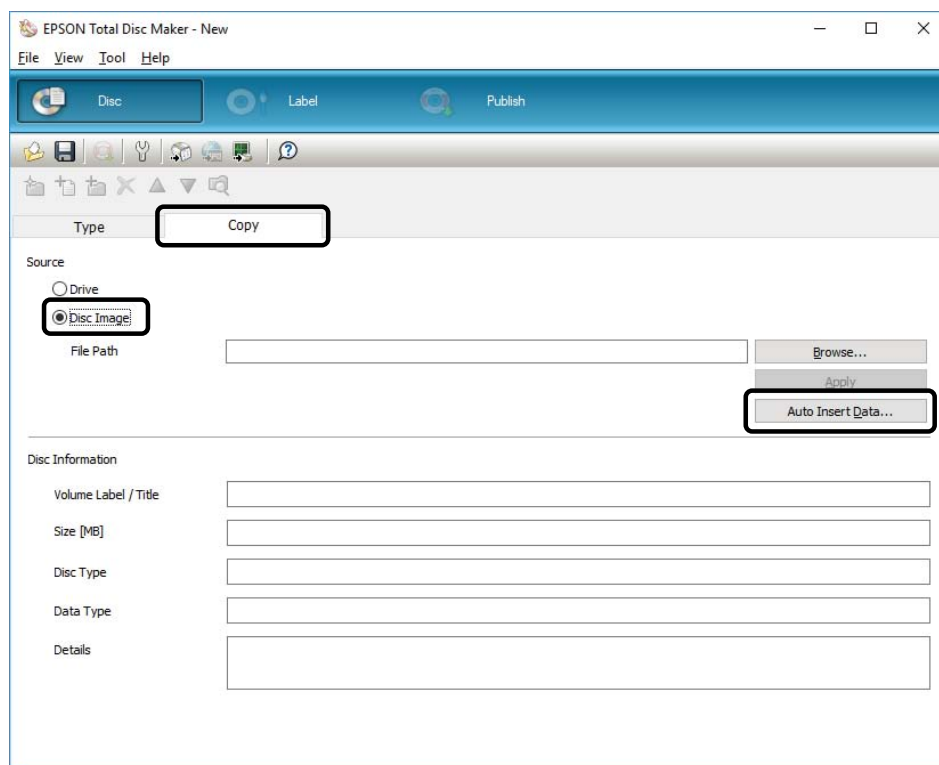 EPSON Total Disc Maker - New
File View Tool Help
Disc Label Publish
Type Copy
Source
Drive
Disc Image
File Path Browse...
Apply
Auto Insert Data...
Disc Information
Volume Label / Title
Size [MB]
Disc Type
Data Type
Details